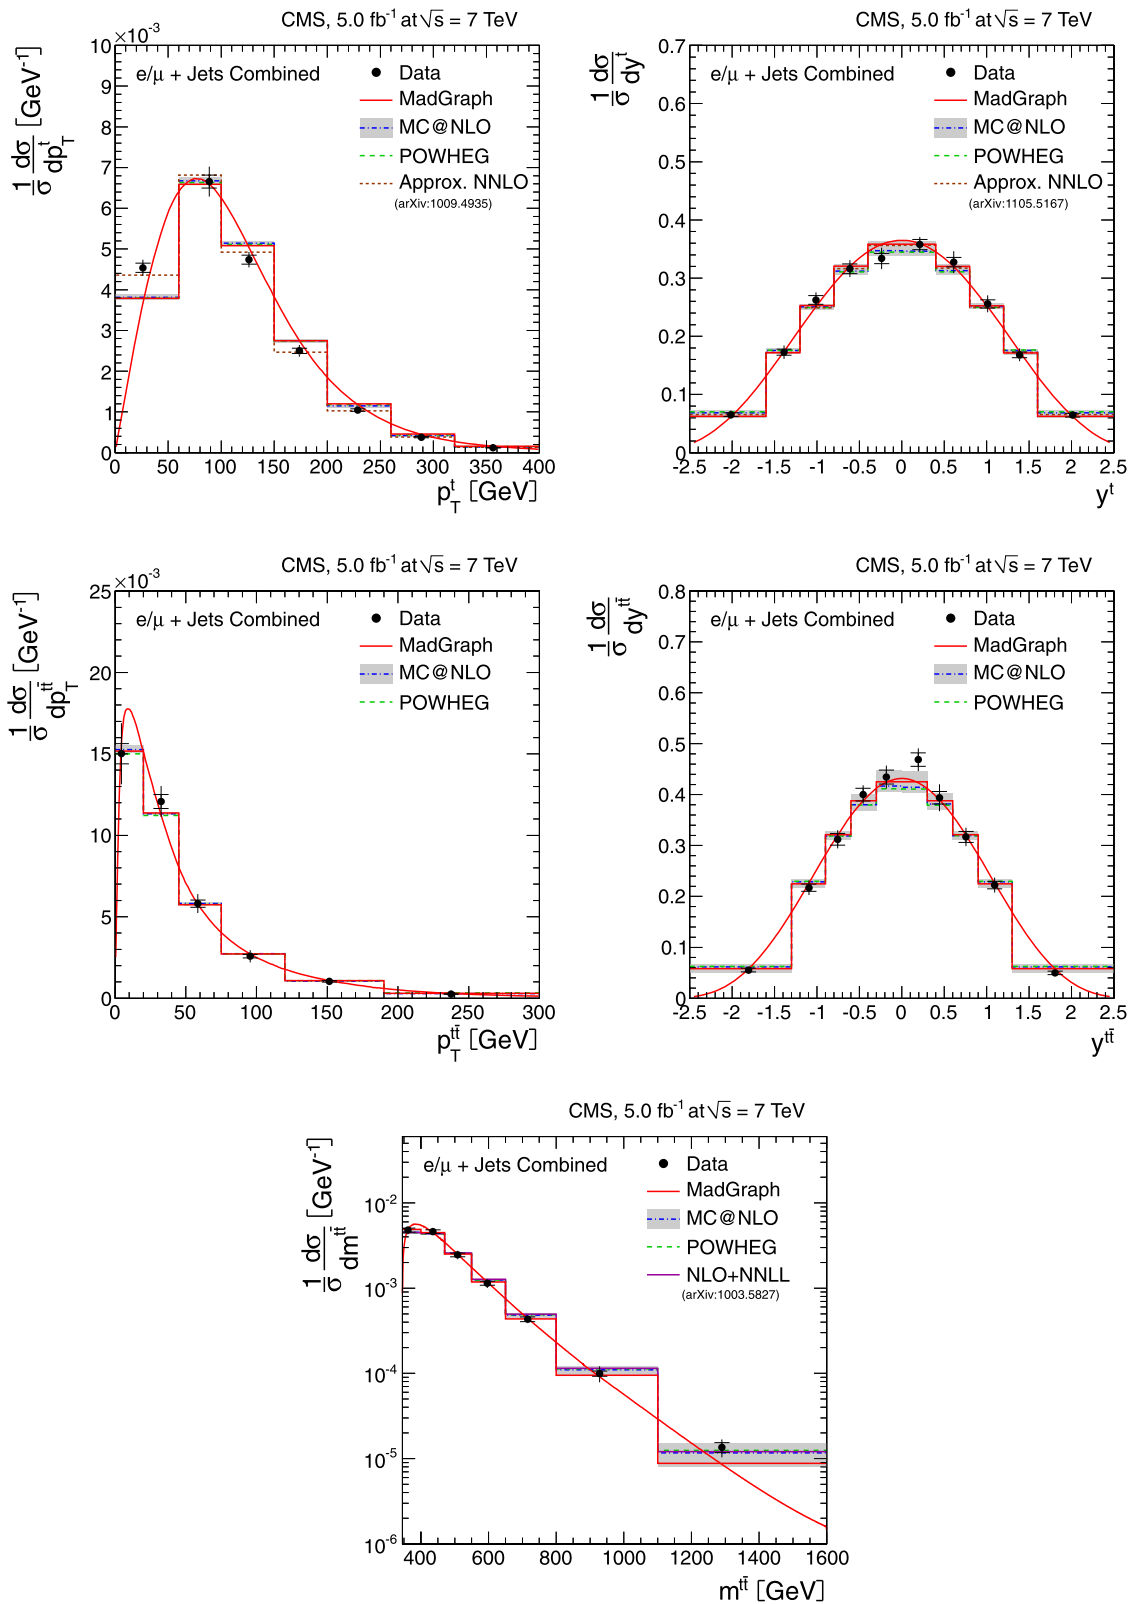 CMS, 5.0 fb⁻¹ at √s = 7 TeV
×10⁻³
1/σ dσ/dp_T^t [GeV⁻¹]
e/μ + Jets Combined
Data
MadGraph
MC@NLO
POWHEG
Approx. NNLO
(arXiv:1009.4935)
10
9
8
7
6
5
4
3
2
1
0
0 50 100 150 200 250 300 350 400
p_T^t [GeV]
CMS, 5.0 fb⁻¹ at √s = 7 TeV
1/σ dσ/dy^t
e/μ + Jets Combined
Data
MadGraph
MC@NLO
POWHEG
Approx. NNLO
(arXiv:1105.5167)
0.7
0.6
0.5
0.4
0.3
0.2
0.1
0
-2.5 -2 -1.5 -1 -0.5 0 0.5 1 1.5 2 2.5
y^t
CMS, 5.0 fb⁻¹ at √s = 7 TeV
×10⁻³
1/σ dσ/dp_T^tt̄ [GeV⁻¹]
e/μ + Jets Combined
Data
MadGraph
MC@NLO
POWHEG
25
20
15
10
5
0
0 50 100 150 200 250 300
p_T^tt̄ [GeV]
CMS, 5.0 fb⁻¹ at √s = 7 TeV
1/σ dσ/dy^tt̄
e/μ + Jets Combined
Data
MadGraph
MC@NLO
POWHEG
0.8
0.7
0.6
0.5
0.4
0.3
0.2
0.1
0
-2.5 -2 -1.5 -1 -0.5 0 0.5 1 1.5 2 2.5
y^tt̄
CMS, 5.0 fb⁻¹ at √s = 7 TeV
1/σ dσ/dm^tt̄ [GeV⁻¹]
e/μ + Jets Combined
Data
MadGraph
MC@NLO
POWHEG
NLO+NNLL
(arXiv:1003.5827)
10⁻²
10⁻³
10⁻⁴
10⁻⁵
10⁻⁶
400 600 800 1000 1200 1400 1600
m^tt̄ [GeV]